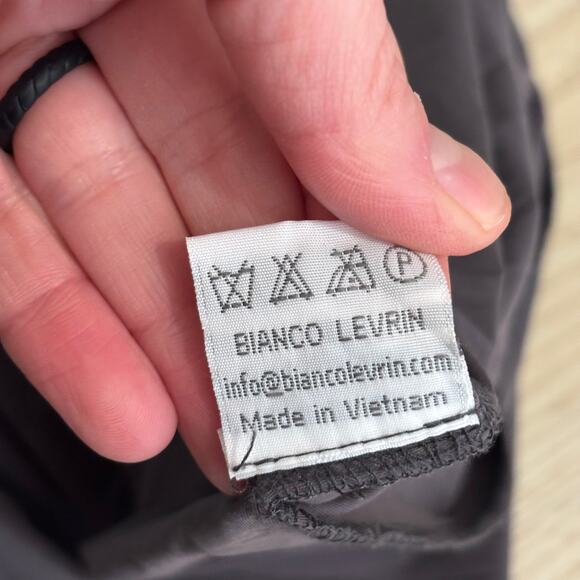 P
BIANCO LEVRIN
info@biancolevrin.com
Made in Vietnam